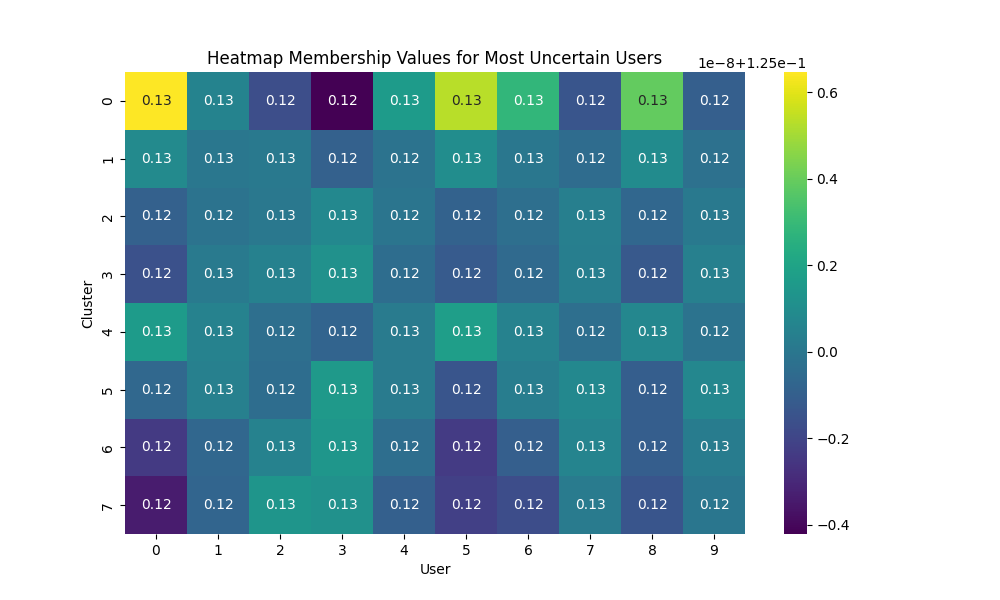 Heatmap Membership Values for Most Uncertain Users
1e−8+1.25e−1
0 0.13 0.13 0.12 0.12 0.13 0.13 0.13 0.12 0.13 0.12
1 0.13 0.13 0.13 0.12 0.12 0.13 0.13 0.12 0.13 0.12
2 0.12 0.12 0.13 0.13 0.12 0.12 0.12 0.13 0.12 0.13
3 0.12 0.13 0.13 0.13 0.12 0.12 0.12 0.13 0.12 0.13
4 0.13 0.13 0.12 0.12 0.13 0.13 0.13 0.12 0.13 0.12
5 0.12 0.13 0.12 0.13 0.13 0.12 0.13 0.13 0.12 0.13
6 0.12 0.12 0.13 0.13 0.12 0.12 0.12 0.13 0.12 0.13
7 0.12 0.12 0.13 0.13 0.12 0.12 0.12 0.13 0.12 0.12
0 1 2 3 4 5 6 7 8 9
User
Cluster
0.6
0.4
0.2
0.0
−0.2
−0.4